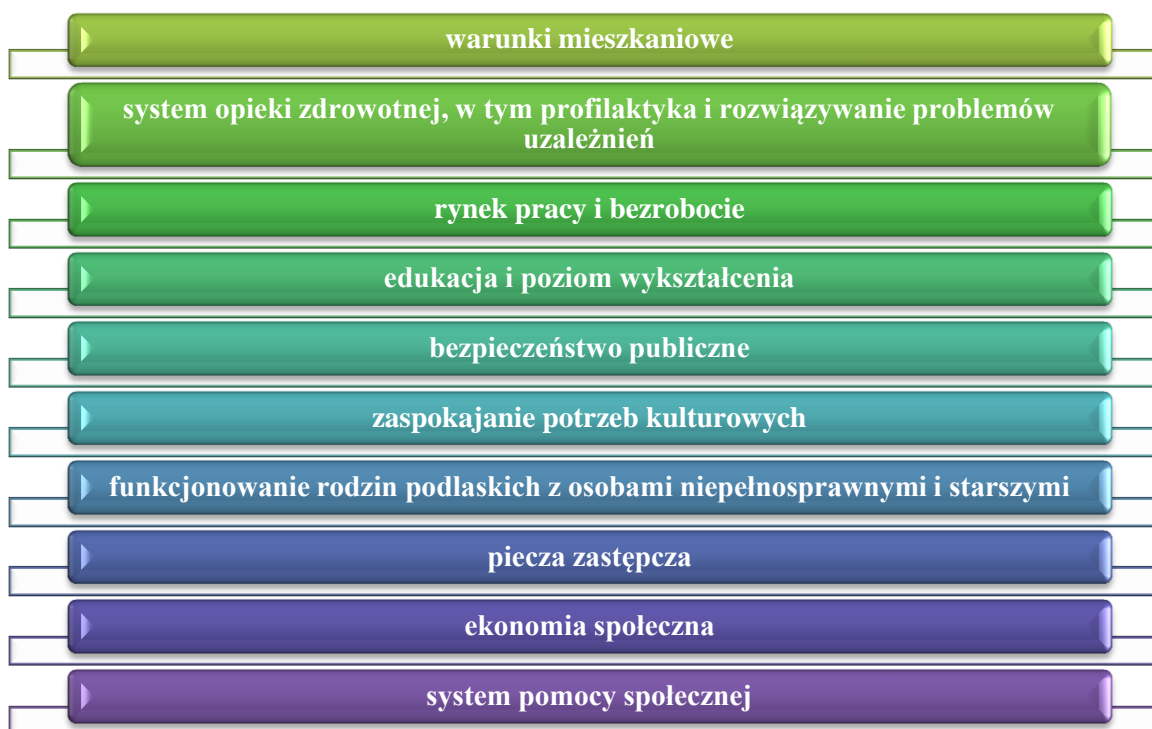 warunki mieszkaniowe
system opieki zdrowotnej, w tym profilaktyka i rozwiązywanie problemów
uzależnień
rynek pracy i bezrobocie
edukacja i poziom wykształcenia
bezpieczeństwo publiczne
zaspokajanie potrzeb kulturowych
funkcjonowanie rodzin podlaskich z osobami niepełnosprawnymi i starszymi
piecza zastępcza
ekonomia społeczna
system pomocy społecznej